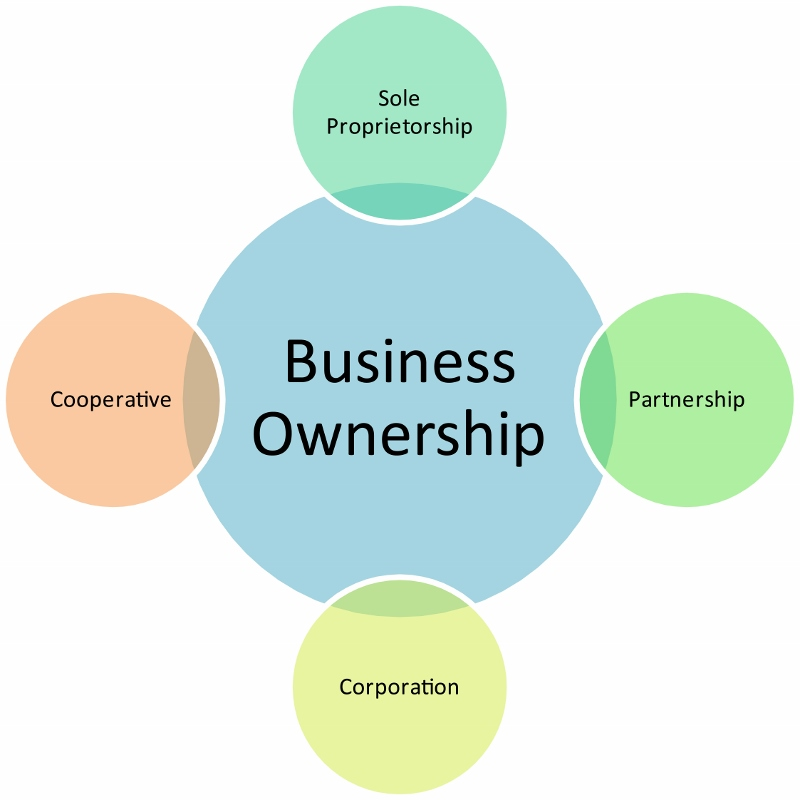 Sole
Proprietorship
Business
Ownership
Cooperative
Partnership
Corporation